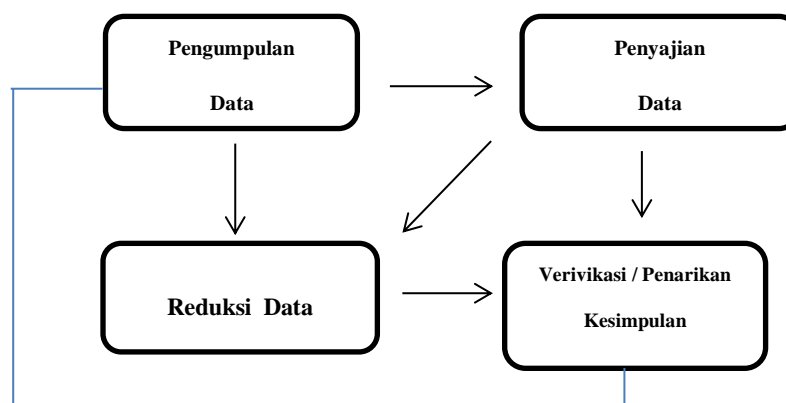 Pengumpulan
Data
Penyajian
Data
Reduksi Data
Verivikasi / Penarikan
Kesimpulan